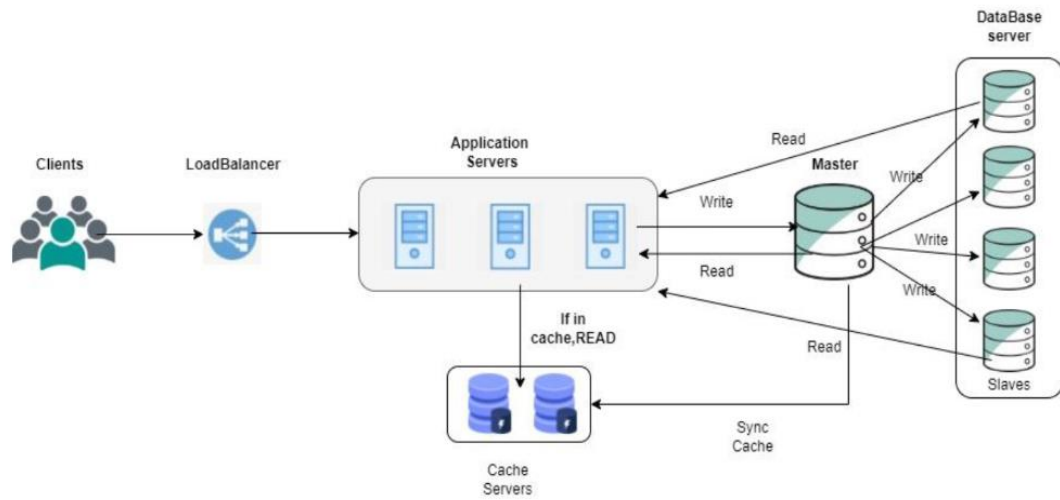 DataBase
server
Clients
LoadBalancer
Application
Servers
Read
Master
Write
Write
Write
Read
Write
If in
cache,READ
Read
Slaves
Sync
Cache
Cache
Servers